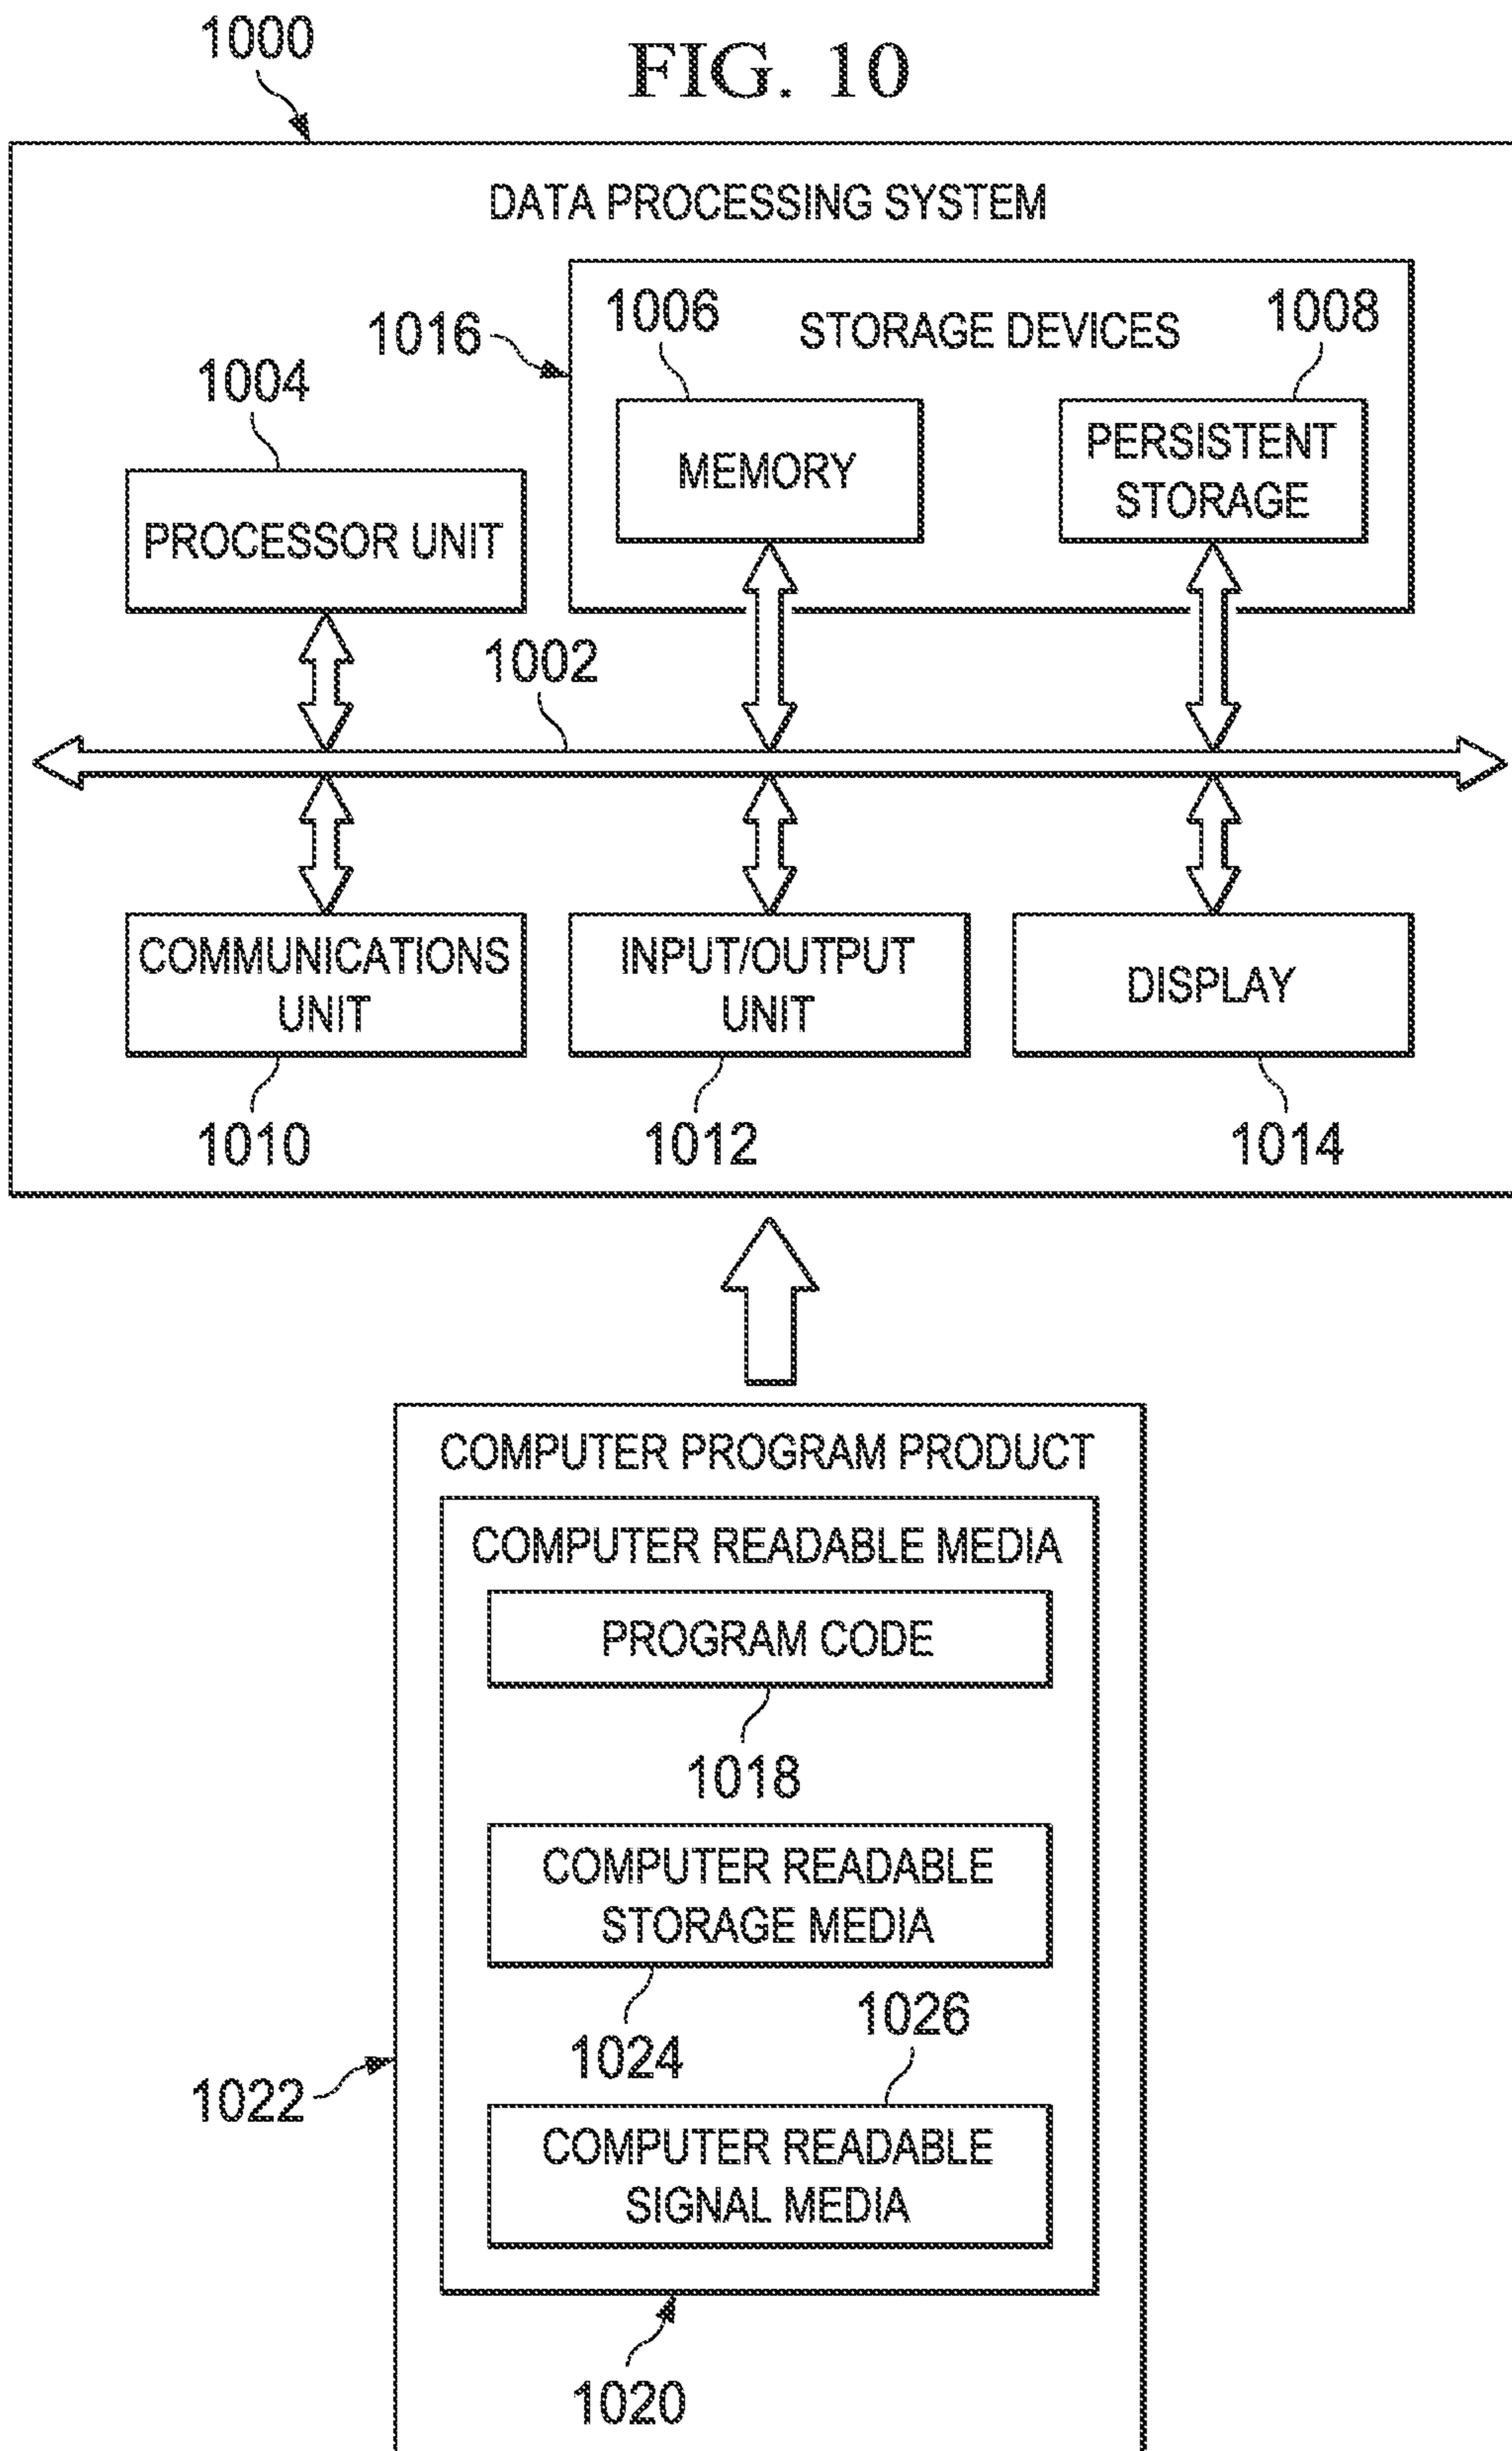 1000
FIG. 10
DATA PROCESSING SYSTEM
1016
1006
STORAGE DEVICES
1008
1004
MEMORY
PERSISTENT
STORAGE
PROCESSOR UNIT
1002
COMMUNICATIONS
UNIT
INPUT/OUTPUT
UNIT
DISPLAY
1010
1012
1014
COMPUTER PROGRAM PRODUCT
COMPUTER READABLE MEDIA
PROGRAM CODE
1018
COMPUTER READABLE
STORAGE MEDIA
1024
1026
1022
COMPUTER READABLE
SIGNAL MEDIA
1020